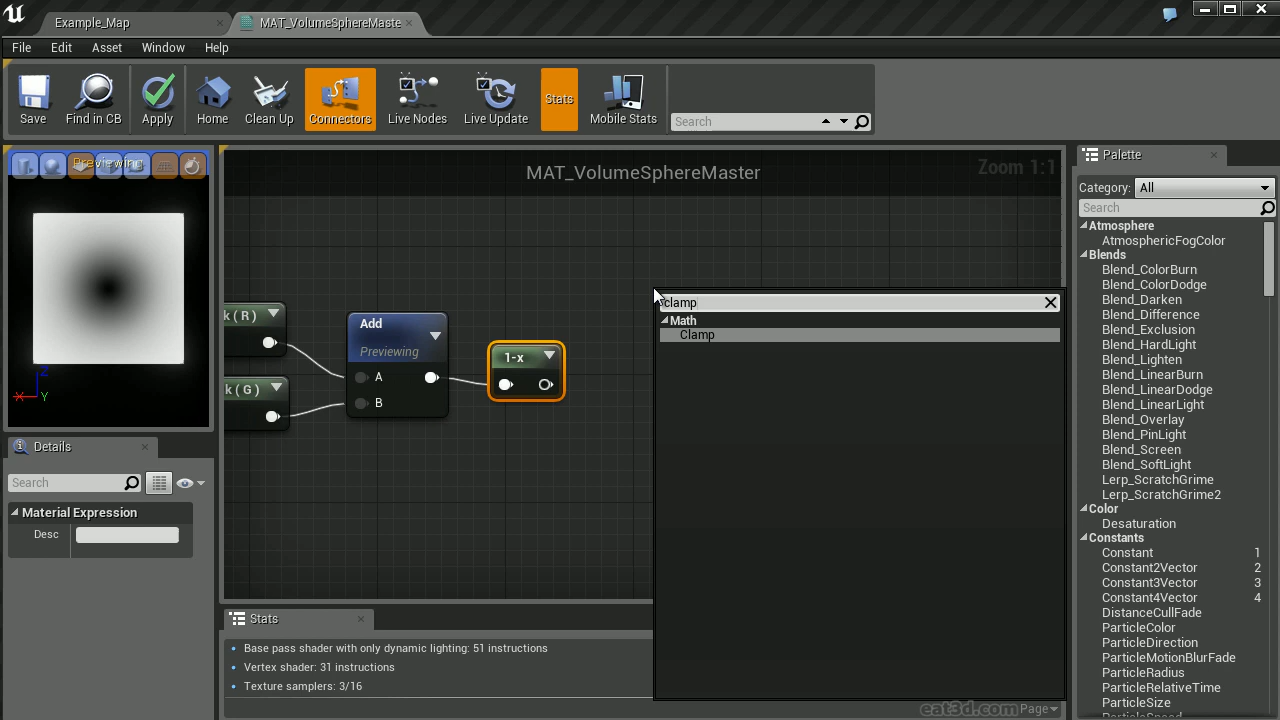 Example_Map
MAT_VolumeSphereMaste
File Edit Asset Window Help
Save
Find in CB
Apply
Home
Clean Up
Connectors
Live Nodes
Live Update
Stats
Mobile Stats
Search
Previewing
MAT_VolumeSphereMaster
Zoom 1:1
k(R)
k(G)
Add
Previewing
A
B
1-x
clamp
Math
Clamp
Z
X
Y
Details
Search
Material Expression
Desc
Stats
Base pass shader with only dynamic lighting: 51 instructions
Vertex shader: 31 instructions
Texture samplers: 3/16
eat3d.com
Page
Palette
Category: All
Search
Atmosphere
AtmosphericFogColor
Blends
Blend_ColorBurn
Blend_ColorDodge
Blend_Darken
Blend_Difference
Blend_Exclusion
Blend_HardLight
Blend_Lighten
Blend_LinearBurn
Blend_LinearDodge
Blend_LinearLight
Blend_Overlay
Blend_PinLight
Blend_Screen
Blend_SoftLight
Lerp_ScratchGrime
Lerp_ScratchGrime2
Color
Desaturation
Constants
Constant 1
Constant2Vector 2
Constant3Vector 3
Constant4Vector 4
DistanceCullFade
ParticleColor
ParticleDirection
ParticleMotionBlurFade
ParticleRadius
ParticleRelativeTime
ParticleSize
ParticleSpeed